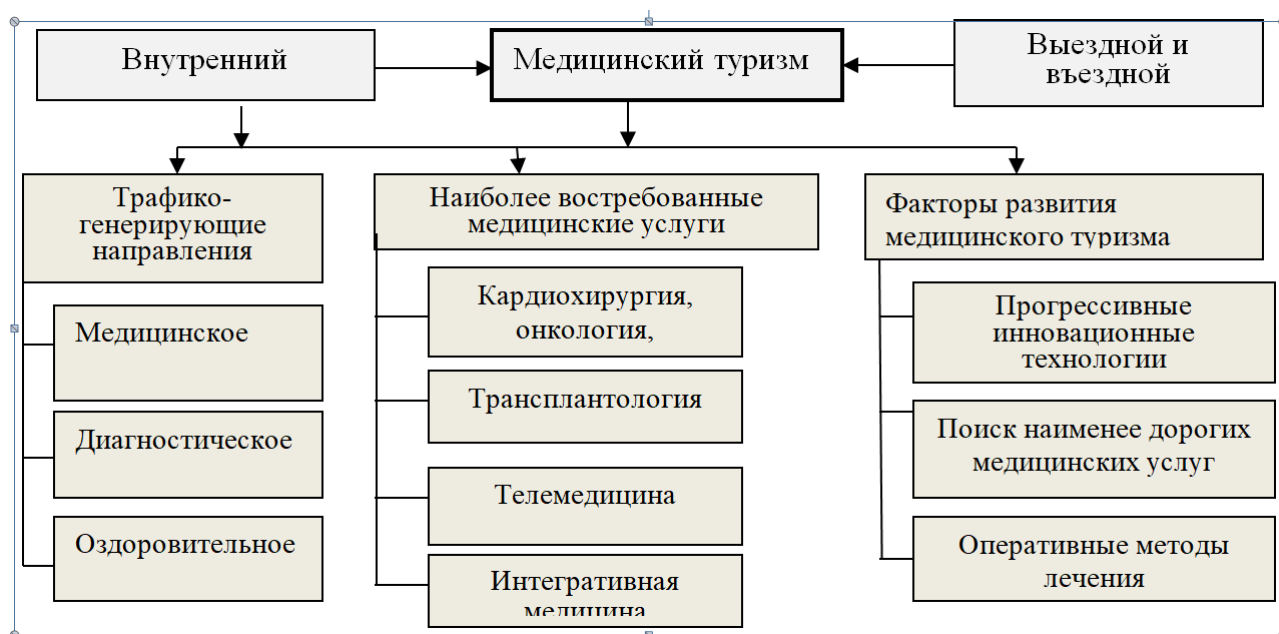 Внутренний
Медицинский туризм
Выездной и
въездной
Трафико-
генерирующие
направления
Медицинское
Диагностическое
Оздоровительное
Наиболее востребованные
медицинские услуги
Кардиохирургия,
онкология,
Трансплантология
Телемедицина
Интегративная
медицина
Факторы развития
медицинского туризма
Прогрессивные
инновационные
технологии
Поиск наименее дорогих
медицинских услуг
Оперативные методы
лечения